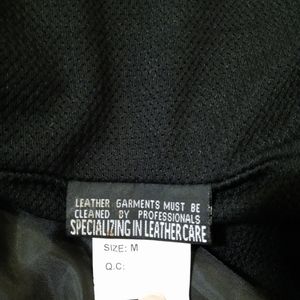 LEATHER GARMENTS MUST BE
CLEANED BY PROFESSIONALS
SPECIALIZING IN LEATHER CARE
SIZE: M
Q.C: